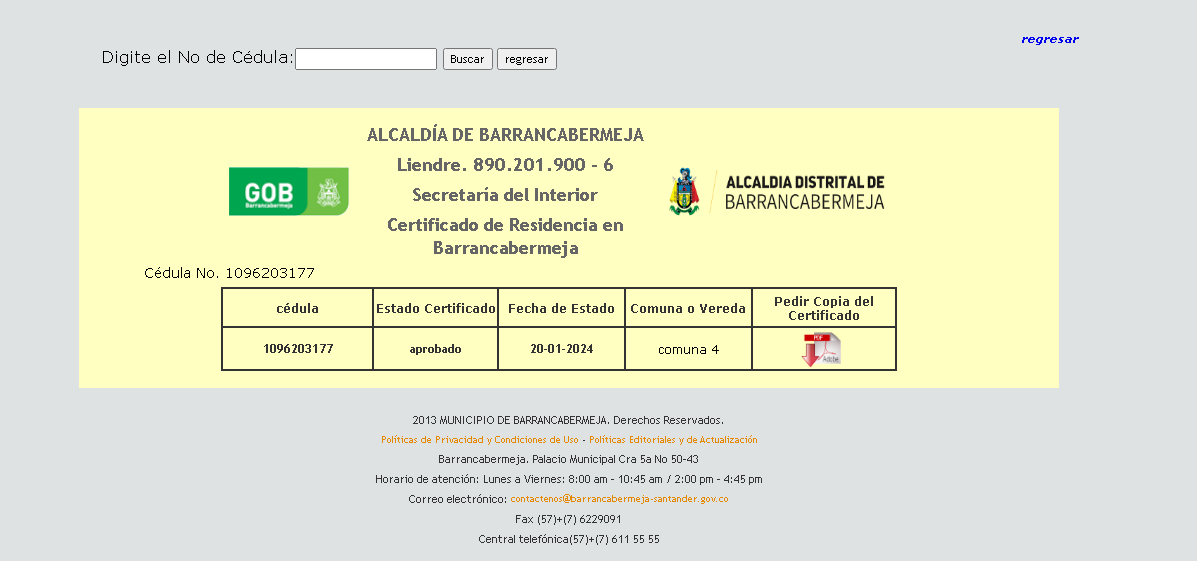 regresar
Digite el No de Cédula: Buscar regresar
ALCALDÍA DE BARRANCABERMEJA
Liendre. 890.201.900 - 6
Secretaría del Interior
Certificado de Residencia en
Barrancabermeja
GOB
Barrancabermeja
ALCALDIA DISTRITAL DE
BARRANCABERMEJA
Cédula No. 1096203177
cédula Estado Certificado Fecha de Estado Comuna o Vereda Pedir Copia del
Certificado
1096203177 aprobado 20-01-2024 comuna 4 PDF
Adobe
2013 MUNICIPIO DE BARRANCABERMEJA. Derechos Reservados.
Políticas de Privacidad y Condiciones de Uso - Políticas Editoriales y de Actualización
Barrancabermeja. Palacio Municipal Cra 5a No 50-43
Horario de atención: Lunes a Viernes: 8:00 am - 10:45 am / 2:00 pm - 4:45 pm
Correo electrónico: contactenos@barrancabermeja-santander.gov.co
Fax (57)+(7) 6229091
Central telefónica(57)+(7) 611 55 55